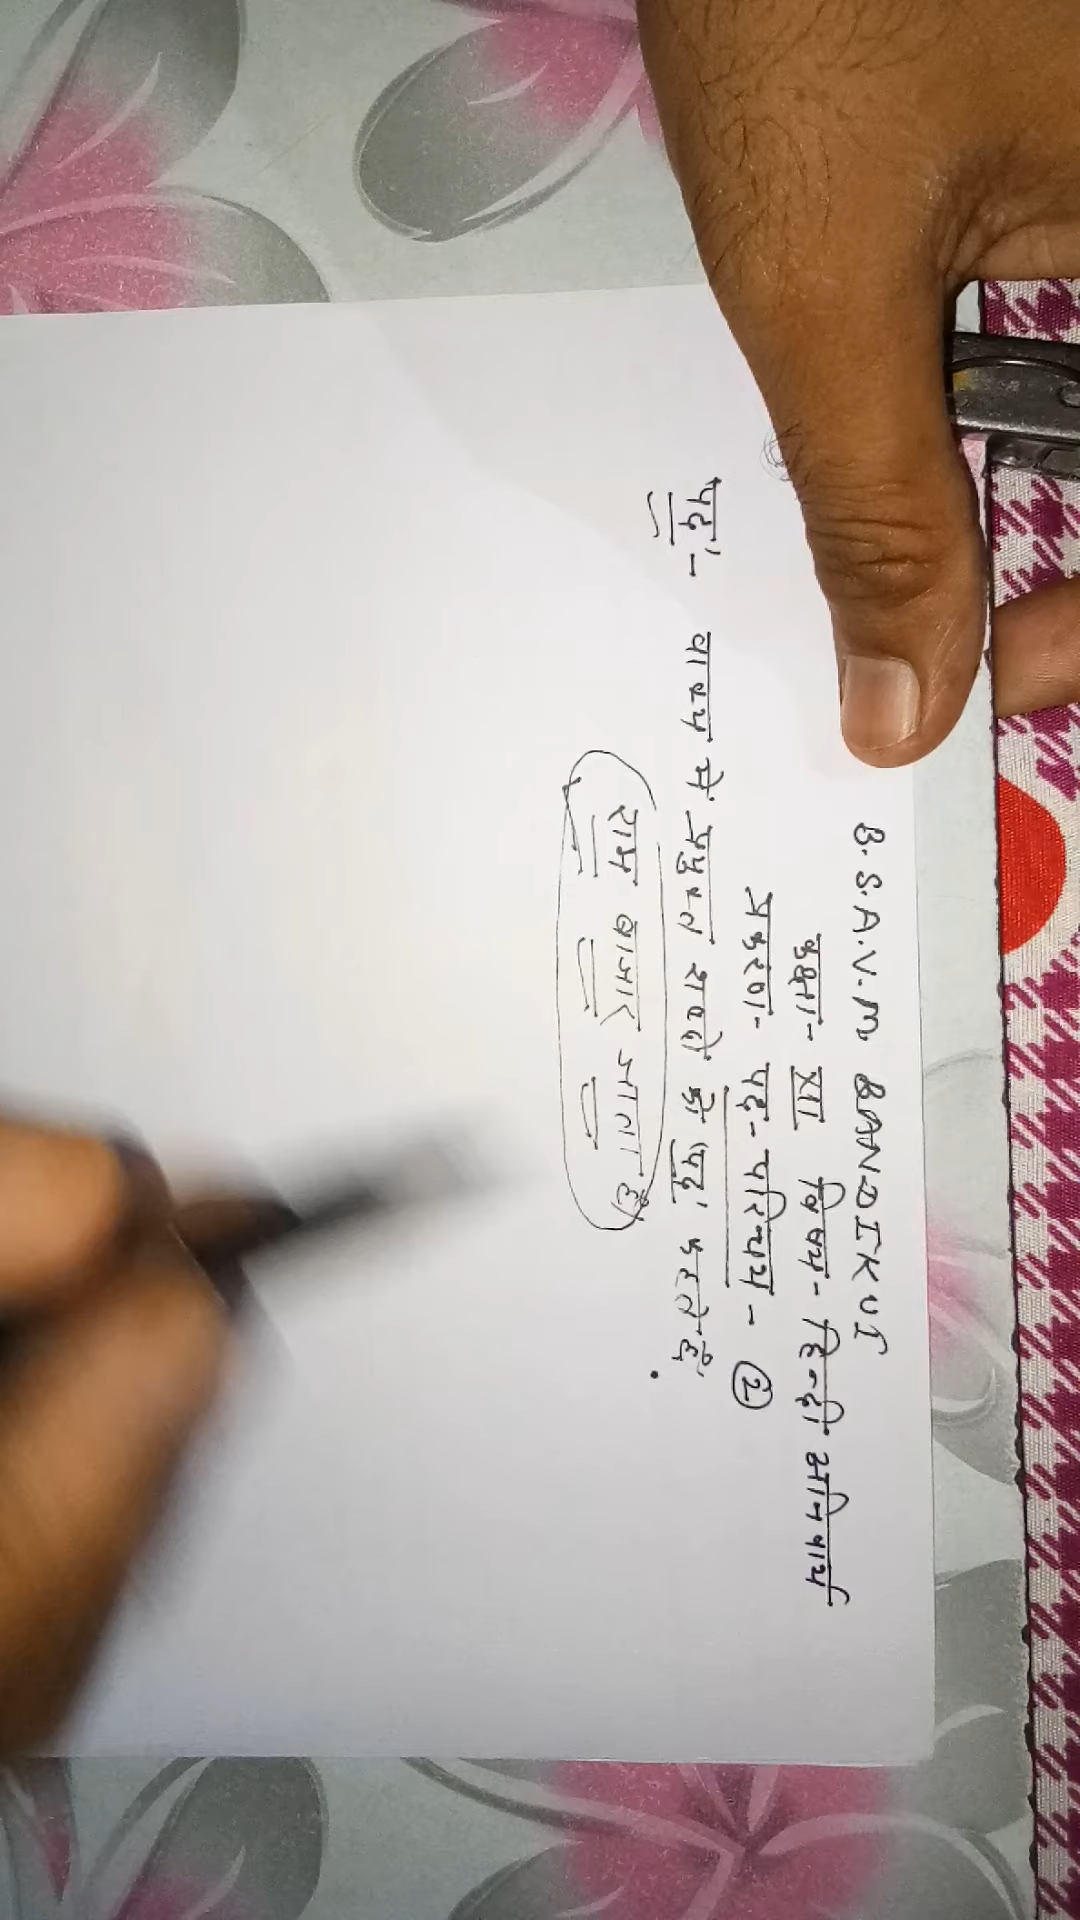 B.S.A.V.M. BANDIKUI
कक्षा- XII विषय- हिन्दी अनिवार्य
प्रकरण- पद- परिचय- 2
पद'- वाक्य में प्रयुक्त शब्दों को 'पद' कहते हैं.
राम बाजार जाता है।